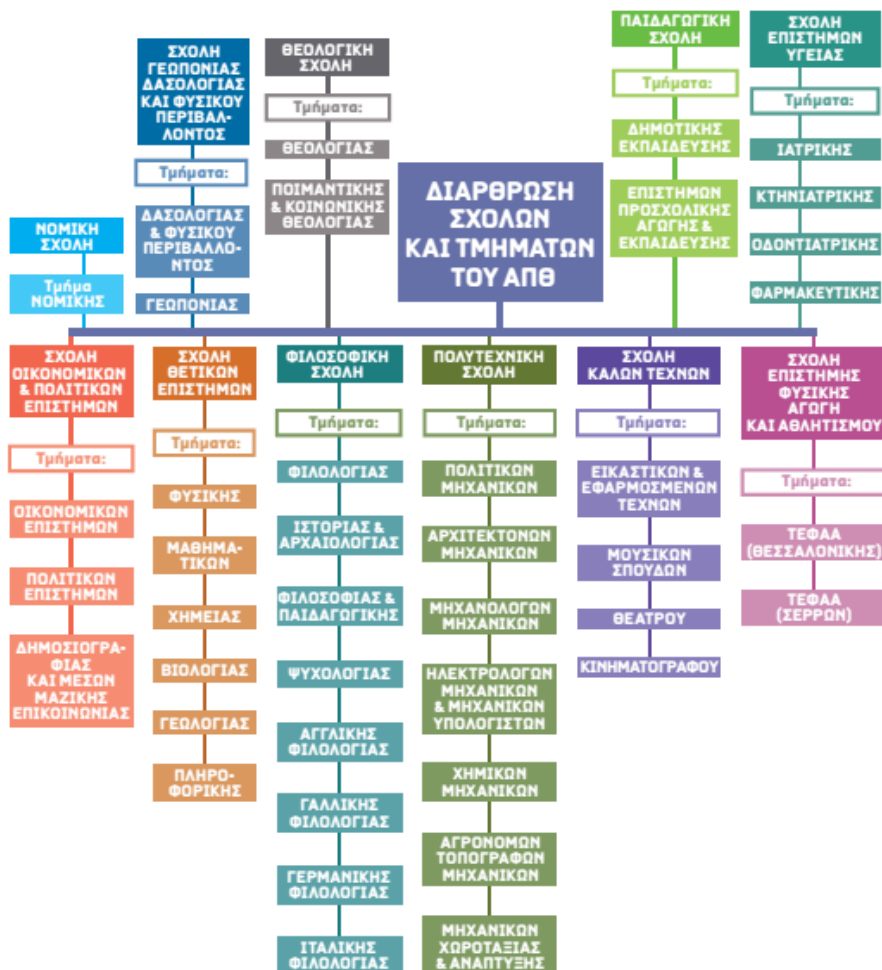 ΣΧΟΛΗ
ΓΕΩΠΟΝΙΑΣ
ΔΑΣΟΛΟΓΙΑΣ
ΚΑΙ ΦΥΣΙΚΟΥ
ΠΕΡΙΒΑΛ-
ΛΟΝΤΟΣ
Τμήματα:
ΔΑΣΟΛΟΓΙΑΣ
& ΦΥΣΙΚΟΥ
ΠΕΡΙΒΑΛΛΟ-
ΝΤΟΣ
ΓΕΩΠΟΝΙΑΣ
ΘΕΟΛΟΓΙΚΗ
ΣΧΟΛΗ
Τμήματα:
ΘΕΟΛΟΓΙΑΣ
ΠΟΙΜΑΝΤΙΚΗΣ
& ΚΟΙΝΩΝΙΚΗΣ
ΘΕΟΛΟΓΙΑΣ
ΠΑΙΔΑΓΩΓΙΚΗ
ΣΧΟΛΗ
Τμήματα:
ΔΗΜΟΤΙΚΗΣ
ΕΚΠΑΙΔΕΥΣΗΣ
ΕΠΙΣΤΗΜΩΝ
ΠΡΟΣΧΟΛΙΚΗΣ
ΑΓΩΓΗΣ &
ΕΚΠΑΙΔΕΥΣΗΣ
ΣΧΟΛΗ
ΕΠΙΣΤΗΜΩΝ
ΥΓΕΙΑΣ
Τμήματα:
ΙΑΤΡΙΚΗΣ
ΚΤΗΝΙΑΤΡΙΚΗΣ
ΟΔΟΝΤΙΑΤΡΙΚΗΣ
ΦΑΡΜΑΚΕΥΤΙΚΗΣ
ΝΟΜΙΚΗ
ΣΧΟΛΗ
Τμήμα
ΝΟΜΙΚΗΣ
ΔΙΑΡΘΡΩΣΗ
ΣΧΟΛΩΝ
ΚΑΙ ΤΜΗΜΑΤΩΝ
ΤΟΥ ΑΠΘ
ΣΧΟΛΗ
ΟΙΚΟΝΟΜΙΚΩΝ
& ΠΟΛΙΤΙΚΩΝ
ΕΠΙΣΤΗΜΩΝ
Τμήματα:
ΟΙΚΟΝΟΜΙΚΩΝ
ΕΠΙΣΤΗΜΩΝ
ΠΟΛΙΤΙΚΩΝ
ΕΠΙΣΤΗΜΩΝ
ΔΗΜΟΣΙΟΓΡΑ-
ΦΙΑΣ
ΚΑΙ ΜΕΣΩΝ
ΜΑΖΙΚΗΣ
ΕΠΙΚΟΙΝΩΝΙΑΣ
ΣΧΟΛΗ
ΘΕΤΙΚΩΝ
ΕΠΙΣΤΗΜΩΝ
Τμήματα:
ΦΥΣΙΚΗΣ
ΜΑΘΗΜΑ-
ΤΙΚΩΝ
ΧΗΜΕΙΑΣ
ΒΙΟΛΟΓΙΑΣ
ΓΕΩΛΟΓΙΑΣ
ΠΛΗΡΟ-
ΦΟΡΙΚΗΣ
ΦΙΛΟΣΟΦΙΚΗ
ΣΧΟΛΗ
Τμήματα:
ΦΙΛΟΛΟΓΙΑΣ
ΙΣΤΟΡΙΑΣ &
ΑΡΧΑΙΟΛΟΓΙΑΣ
ΦΙΛΟΣΟΦΙΑΣ &
ΠΑΙΔΑΓΩΓΙΚΗΣ
ΨΥΧΟΛΟΓΙΑΣ
ΑΓΓΛΙΚΗΣ
ΦΙΛΟΛΟΓΙΑΣ
ΓΑΛΛΙΚΗΣ
ΦΙΛΟΛΟΓΙΑΣ
ΓΕΡΜΑΝΙΚΗΣ
ΦΙΛΟΛΟΓΙΑΣ
ΙΤΑΛΙΚΗΣ
ΦΙΛΟΛΟΓΙΑΣ
ΠΟΛΥΤΕΧΝΙΚΗ
ΣΧΟΛΗ
Τμήματα:
ΠΟΛΙΤΙΚΩΝ
ΜΗΧΑΝΙΚΩΝ
ΑΡΧΙΤΕΚΤΟΝΩΝ
ΜΗΧΑΝΙΚΩΝ
ΜΗΧΑΝΟΛΟΓΩΝ
ΜΗΧΑΝΙΚΩΝ
ΗΛΕΚΤΡΟΛΟΓΩΝ
ΜΗΧΑΝΙΚΩΝ
& ΜΗΧΑΝΙΚΩΝ
ΥΠΟΛΟΓΙΣΤΩΝ
ΧΗΜΙΚΩΝ
ΜΗΧΑΝΙΚΩΝ
ΑΓΡΟΝΟΜΩΝ
ΤΟΠΟΓΡΑΦΩΝ
ΜΗΧΑΝΙΚΩΝ
ΜΗΧΑΝΙΚΩΝ
ΧΩΡΟΤΑΞΙΑΣ
& ΑΝΑΠΤΥΞΗΣ
ΣΧΟΛΗ
ΚΑΛΩΝ ΤΕΧΝΩΝ
Τμήματα:
ΕΙΚΑΣΤΙΚΩΝ &
ΕΦΑΡΜΟΣΜΕΝΩΝ
ΤΕΧΝΩΝ
ΜΟΥΣΙΚΩΝ
ΣΠΟΥΔΩΝ
ΘΕΑΤΡΟΥ
ΚΙΝΗΜΑΤΟΓΡΑΦΟΥ
ΣΧΟΛΗ
ΕΠΙΣΤΗΜΗΣ
ΦΥΣΙΚΗΣ
ΑΓΩΓΗ
ΚΑΙ ΑΘΛΗΤΙΣΜΟΥ
Τμήματα:
ΤΕΦΑΑ
(ΘΕΣΣΑΛΟΝΙΚΗΣ)
ΤΕΦΑΑ
(ΣΕΡΡΩΝ)